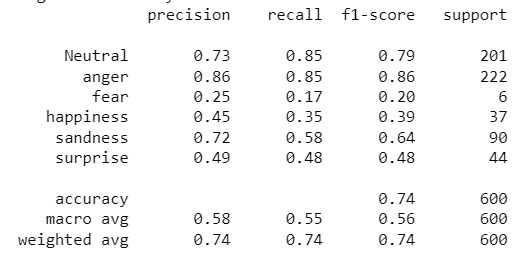 precision recall f1-score support
Neutral 0.73 0.85 0.79 201
anger 0.86 0.85 0.86 222
fear 0.25 0.17 0.20 6
happiness 0.45 0.35 0.39 37
sandness 0.72 0.58 0.64 90
surprise 0.49 0.48 0.48 44
accuracy 0.74 600
macro avg 0.58 0.55 0.56 600
weighted avg 0.74 0.74 0.74 600